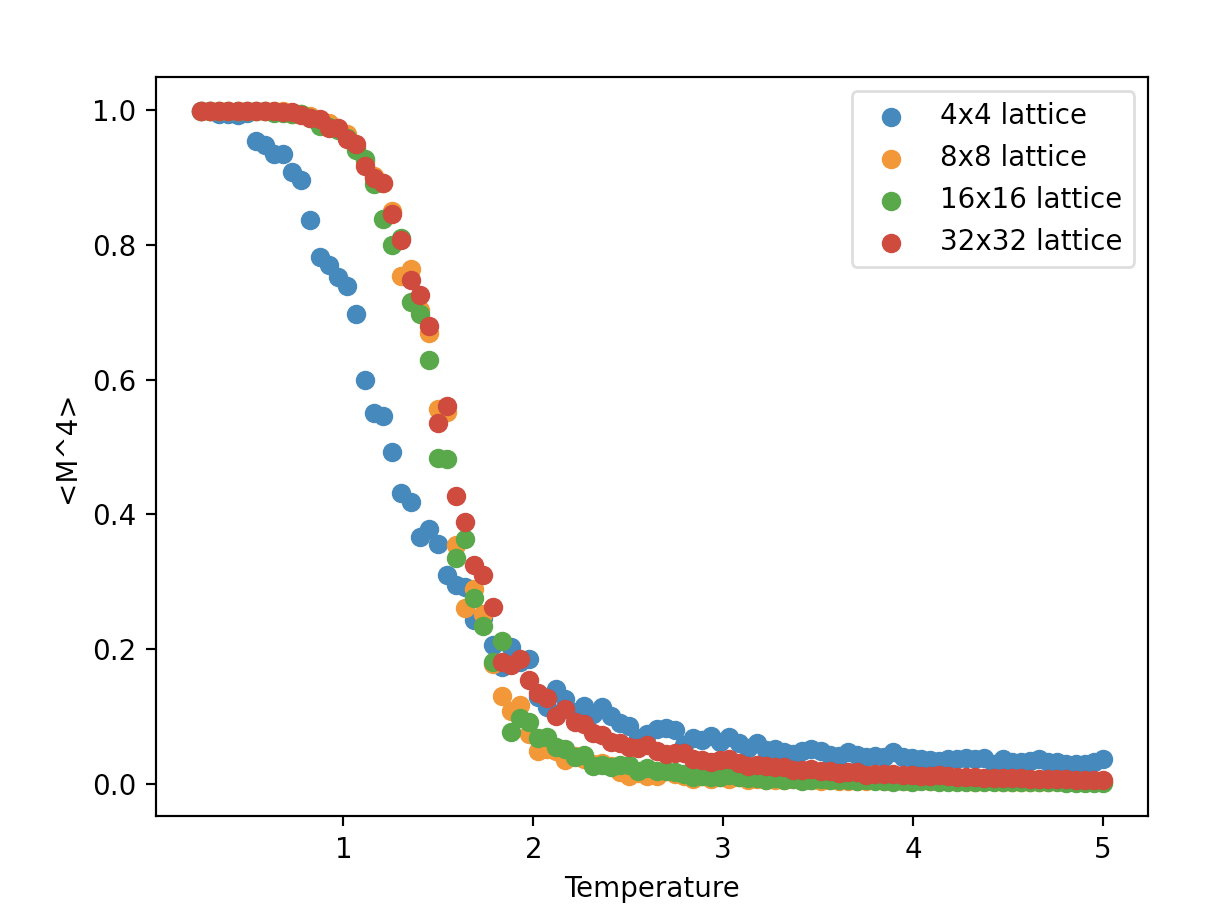 1.0
0.8
0.6
0.4
0.2
0.0
<M^4>
4x4 lattice
8x8 lattice
16x16 lattice
32x32 lattice
1 2 3 4 5
Temperature